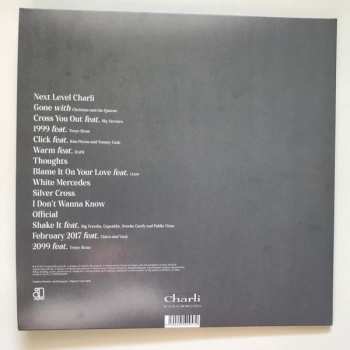 Next Level Charli
Gone with Christine and the Queens
Cross You Out feat. Sky Ferreira
1999 feat. Troye Sivan
Click feat. Kim Petras and Tommy Cash
Warm feat. HAIM
Thoughts
Blame It On Your Love feat. Lizzo
White Mercedes
Silver Cross
I Don't Wanna Know
Official
Shake It feat. Big Freedia, Cupcakke, Brooke Candy and Pabllo Vittar
February 2017 feat. Clairo and Yaeji
2099 feat. Troye Sivan
Charli